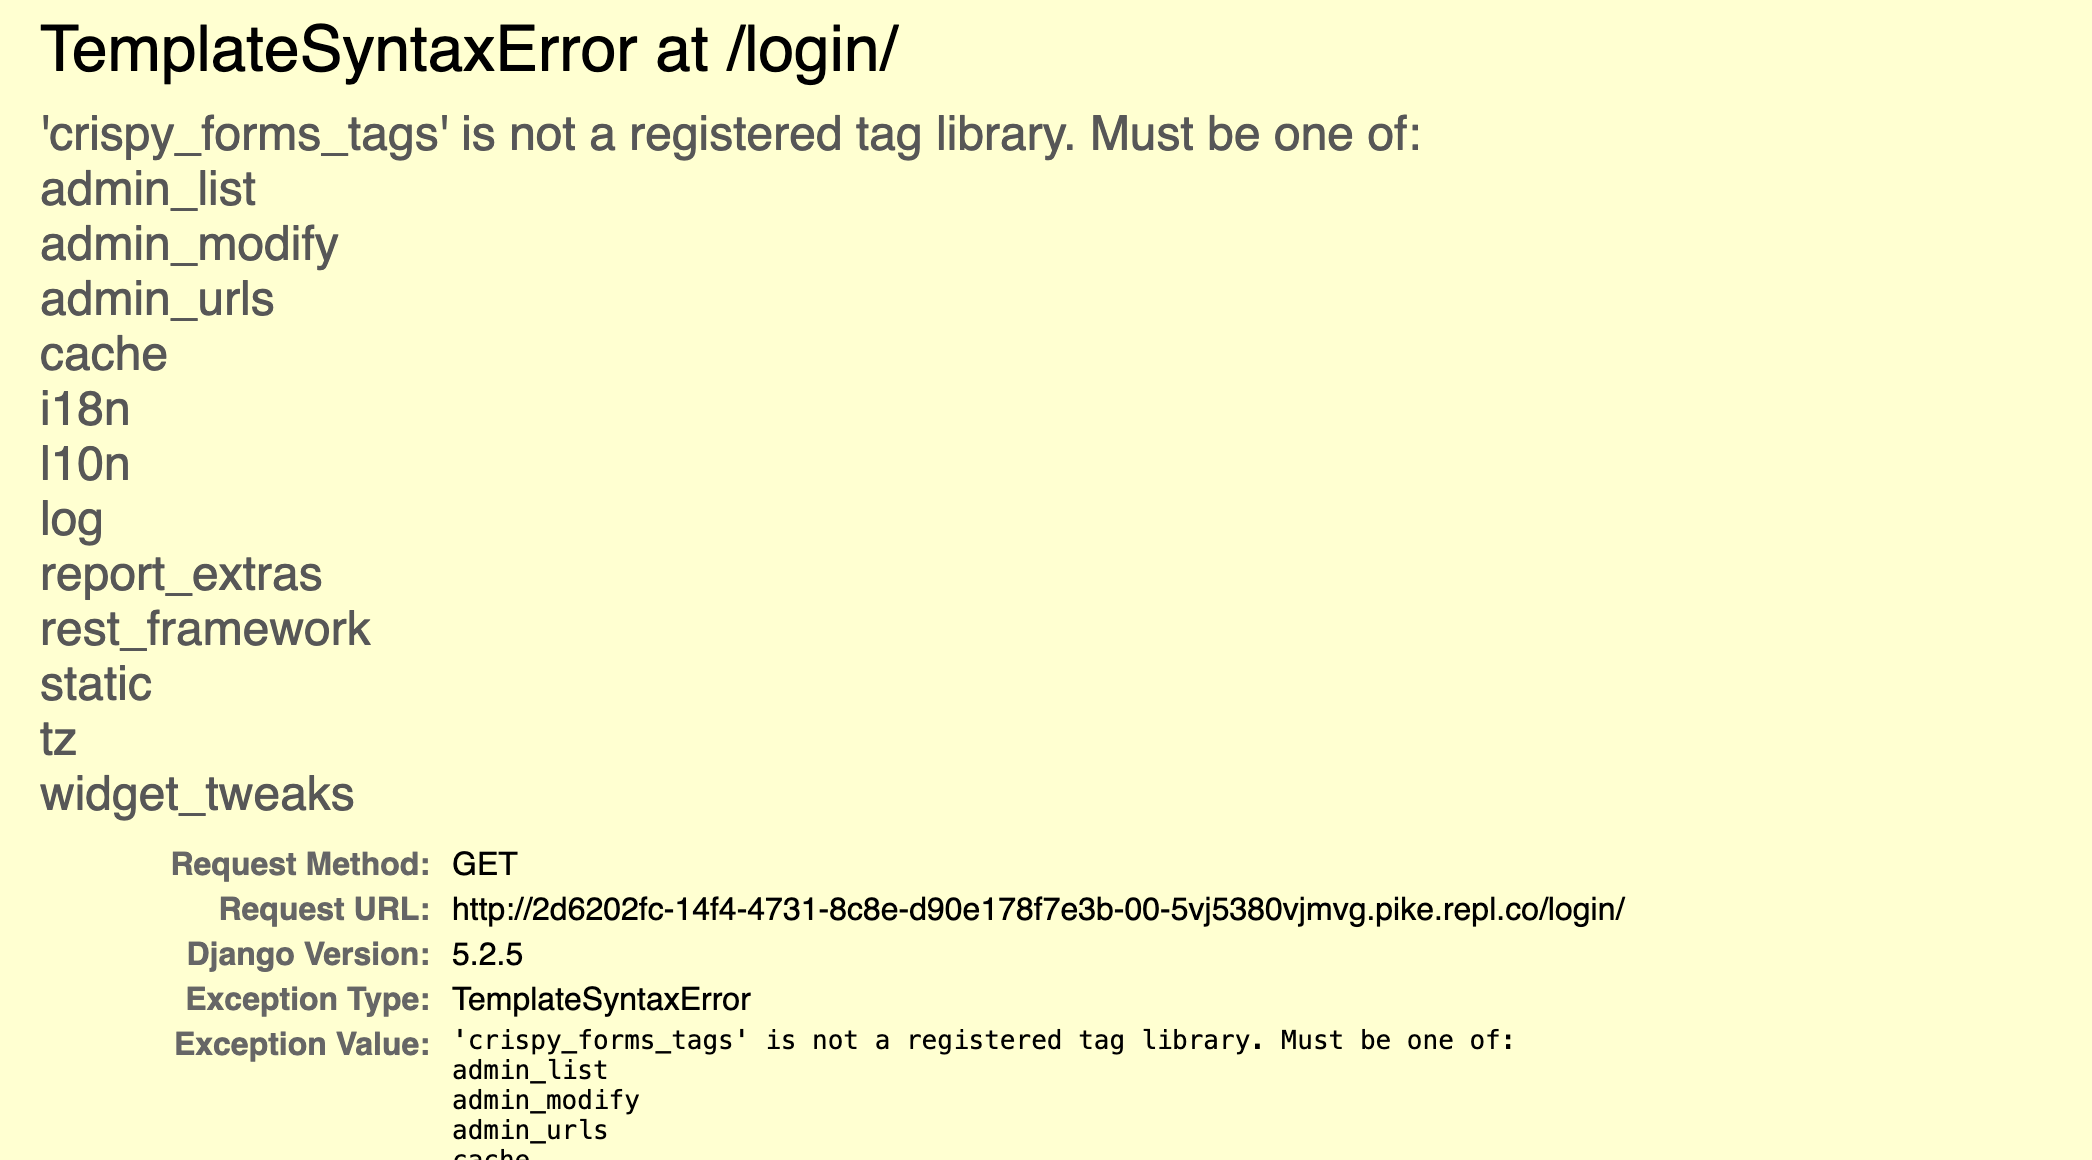 TemplateSyntaxError at /login/
'crispy_forms_tags' is not a registered tag library. Must be one of:
admin_list
admin_modify
admin_urls
cache
i18n
l10n
log
report_extras
rest_framework
static
tz
widget_tweaks
Request Method: GET
Request URL: http://2d6202fc-14f4-4731-8c8e-d90e178f7e3b-00-5vj5380vjmvg.pike.repl.co/login/
Django Version: 5.2.5
Exception Type: TemplateSyntaxError
Exception Value: 'crispy_forms_tags' is not a registered tag library. Must be one of:
admin_list
admin_modify
admin_urls
cache